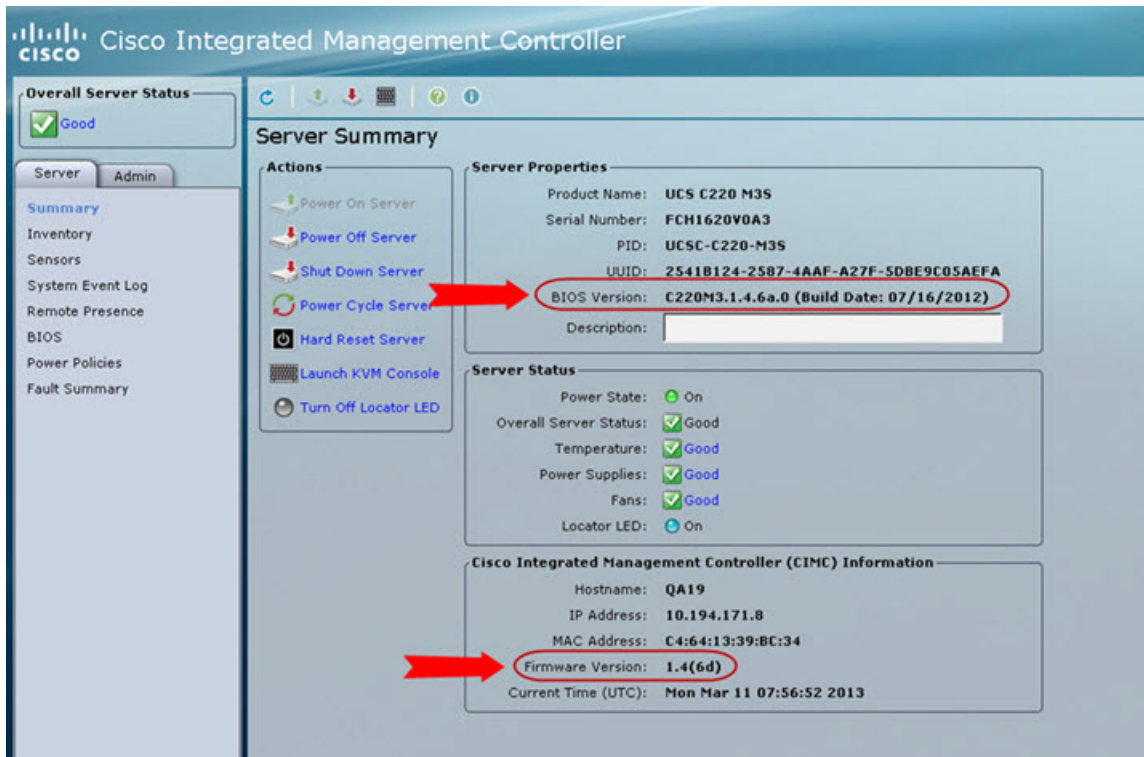 CISCO Cisco Integrated Management Controller
Overall Server Status
Good
Server Admin
Summary
Inventory
Sensors
System Event Log
Remote Presence
BIOS
Power Policies
Fault Summary
Server Summary
Actions
Power On Server
Power Off Server
Shut Down Server
Power Cycle Server
Hard Reset Server
Launch KVM Console
Turn Off Locator LED
Server Properties
Product Name: UCS C220 M3S
Serial Number: FCH1620V0A3
PID: UCSC-C220-M3S
UUID: 2541B124-2587-4AAF-A27F-5DBE9C05AEFA
BIOS Version: C220M3.1.4.6a.0 (Build Date: 07/16/2012)
Description:
Server Status
Power State: On
Overall Server Status: Good
Temperature: Good
Power Supplies: Good
Fans: Good
Locator LED: On
Cisco Integrated Management Controller (CIMC) Information
Hostname: QA19
IP Address: 10.194.171.8
MAC Address: C4:64:13:39:BC:34
Firmware Version: 1.4(6d)
Current Time (UTC): Mon Mar 11 07:56:52 2013